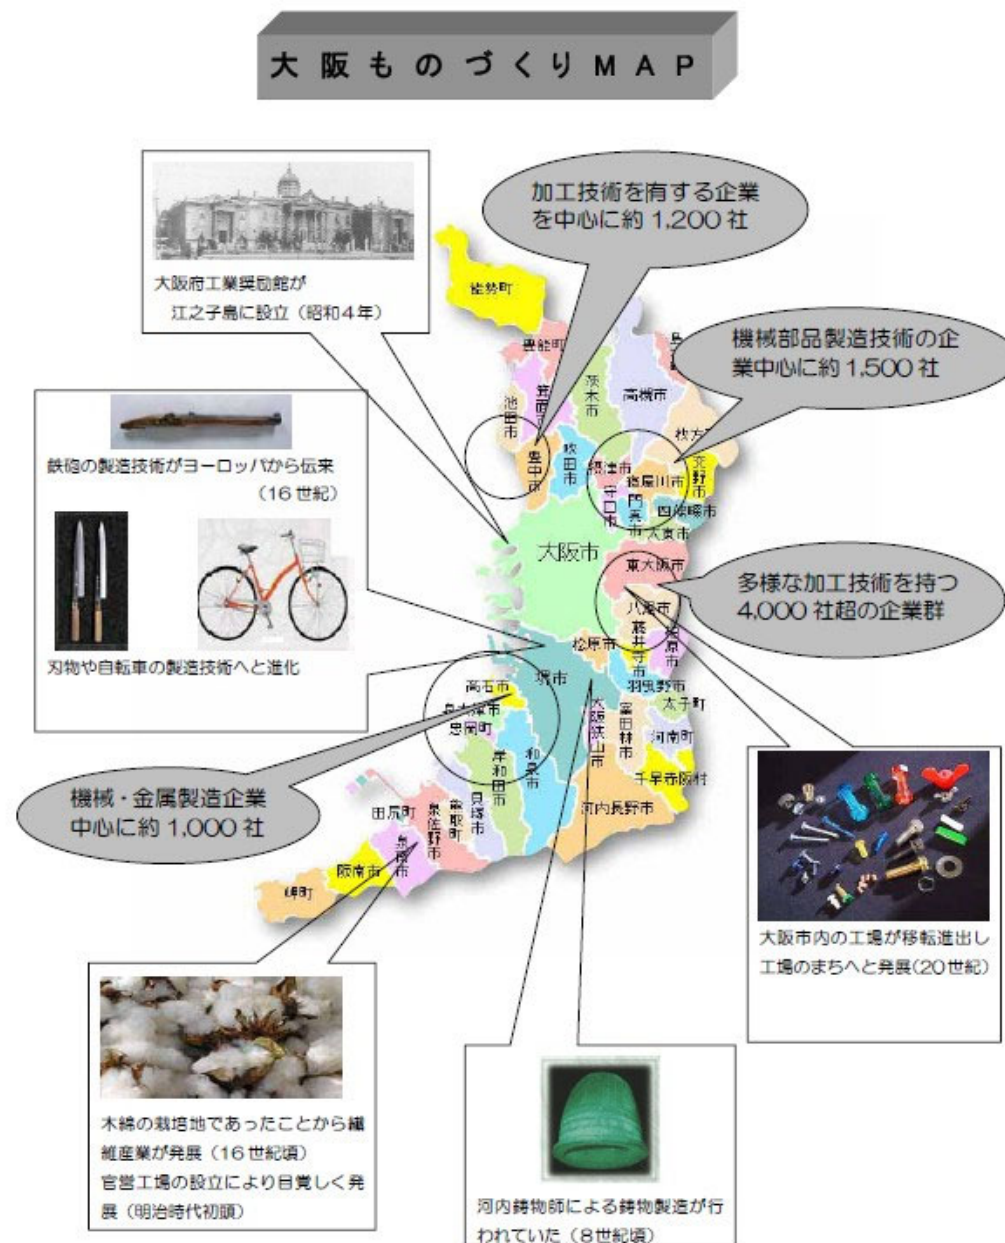 大阪ものづくりMAP
加工技術を有する企業
を中心に約1,200社
大阪府工業奨励館が
江之子島に設立(昭和4年)
能勢町
機械部品製造技術の企
業中心に約1,500社
豊能町
茨木市
高槻市
池田市
枚方
鉄砲の製造技術がヨーロッパから伝来
(16世紀)
豊中市
吹田市
摂津市
寝屋川市
交野市
守口市
門真市
四條畷市
大東市
大阪市
東大阪市
多様な加工技術を持つ
4,000社超の企業群
八尾市
刃物や自転車の製造技術へと進化
松原市
藤井寺市
柏原市
堺市
羽曳野市
高石市
太子町
泉大津市
忠岡町
大阪狭山市
富田林市
河南町
和泉市
岸和田市
千早赤阪村
機械・金属製造企業
中心に約1,000社
貝塚市
熊取町
河内長野市
田尻町
泉佐野市
泉南市
阪南市
岬町
大阪市内の工場が移転進出し
工場のまちへと発展(20世紀)
木綿の栽培地であったことから繊
維産業が発展(16世紀頃)
官営工場の設立により目覚しく発
展(明治時代初頭)
河内鋳物師による鋳物製造が行
われていた(8世紀頃)